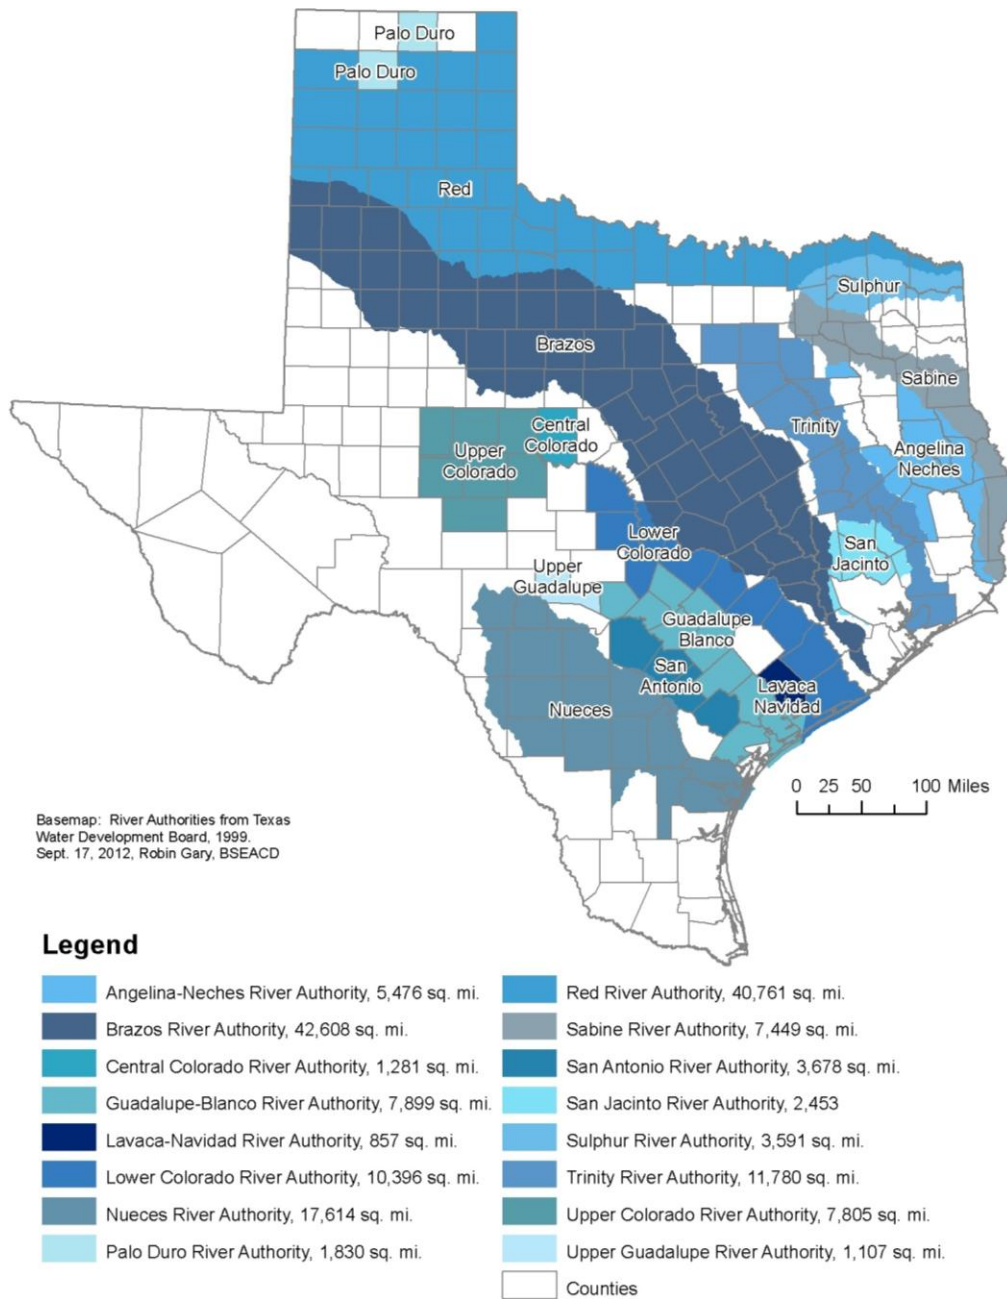 Palo Duro
Palo Duro
Red
Sulphur
Brazos
Sabine
Trinity
Central
Colorado
Angelina
Neches
Upper
Colorado
Lower
Colorado
San
Jacinto
Upper
Guadalupe
Guadalupe
Blanco
San
Antonio
Lavaca
Navidad
Nueces
0 25 50 100 Miles
Basemap: River Authorities from Texas
Water Development Board, 1999.
Sept. 17, 2012, Robin Gary, BSEACD
Legend
Angelina-Neches River Authority, 5,476 sq. mi.
Brazos River Authority, 42,608 sq. mi.
Central Colorado River Authority, 1,281 sq. mi.
Guadalupe-Blanco River Authority, 7,899 sq. mi.
Lavaca-Navidad River Authority, 857 sq. mi.
Lower Colorado River Authority, 10,396 sq. mi.
Nueces River Authority, 17,614 sq. mi.
Palo Duro River Authority, 1,830 sq. mi.
Red River Authority, 40,761 sq. mi.
Sabine River Authority, 7,449 sq. mi.
San Antonio River Authority, 3,678 sq. mi.
San Jacinto River Authority, 2,453
Sulphur River Authority, 3,591 sq. mi.
Trinity River Authority, 11,780 sq. mi.
Upper Colorado River Authority, 7,805 sq. mi.
Upper Guadalupe River Authority, 1,107 sq. mi.
Counties